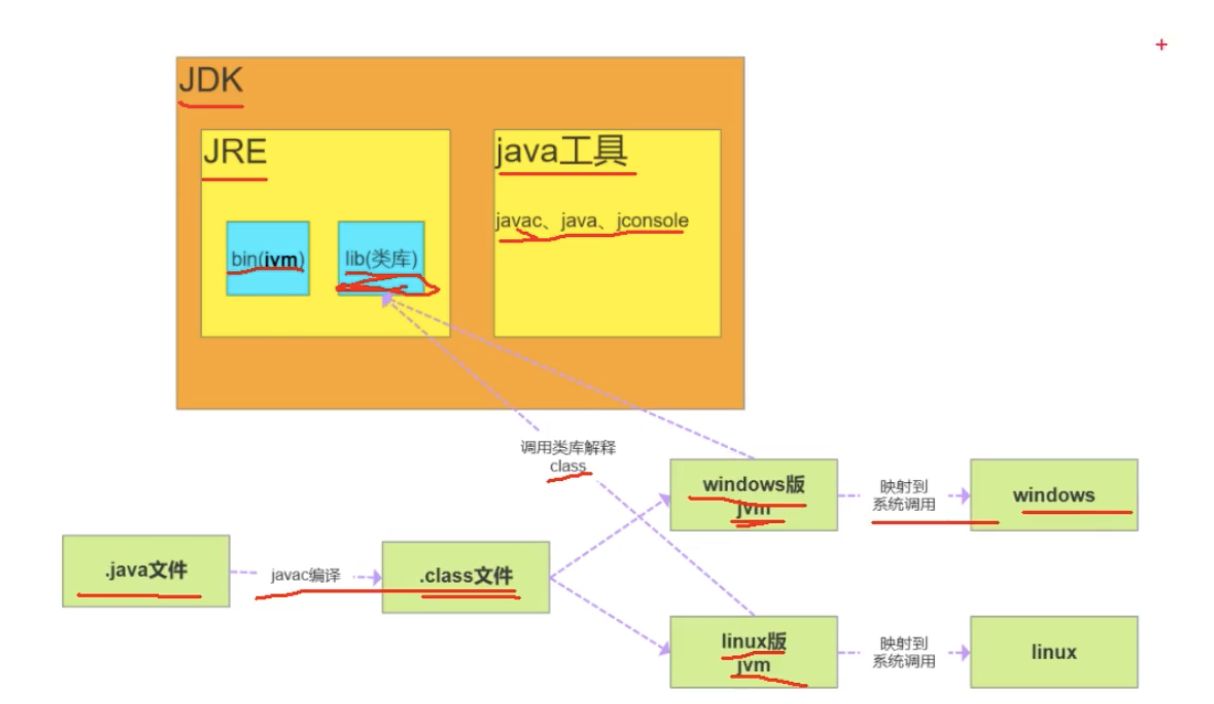 JDK
JRE
java工具
javac、java、jconsole
bin(jvm)
lib(类库)
调用类库解释
class
windows版
jvm
映射到
系统调用
windows
.java文件
javac编译
.class文件
linux版
jvm
映射到
系统调用
linux